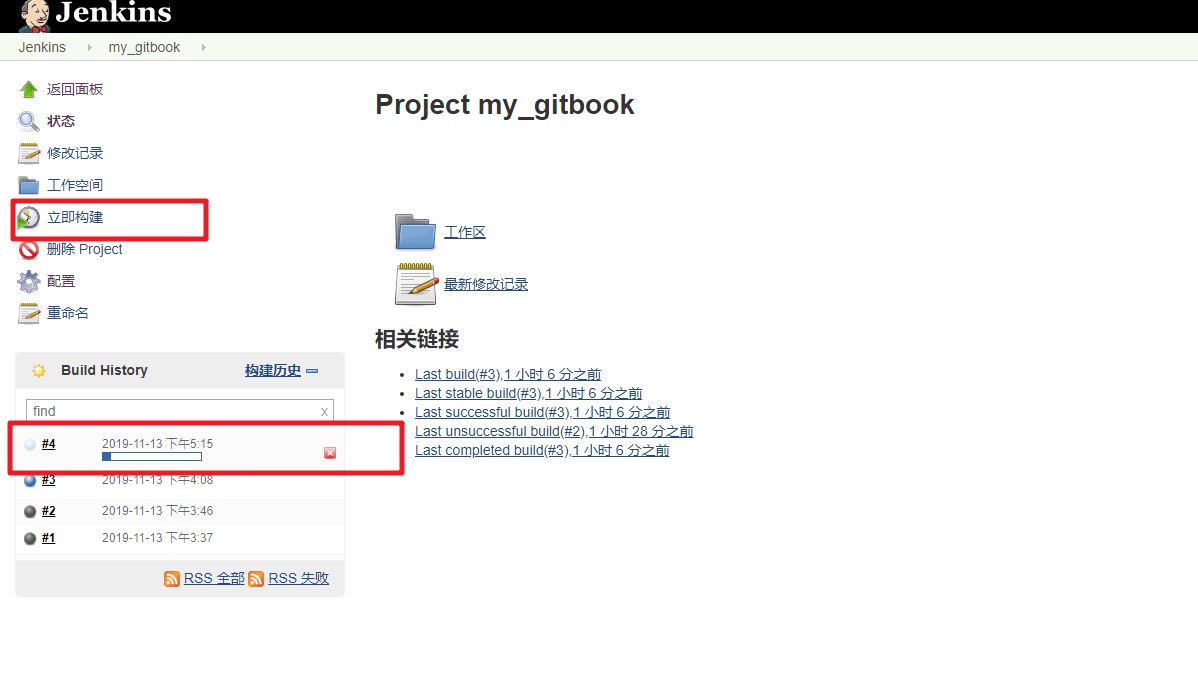 Jenkins
Jenkins my_gitbook
返回面板
状态
修改记录
工作空间
立即构建
删除 Project
配置
重命名
Build History 构建历史
find x
#4 2019-11-13 下午5:15
#3 2019-11-13 下午4:08
#2 2019-11-13 下午3:46
#1 2019-11-13 下午3:37
RSS 全部 RSS 失败
Project my_gitbook
工作区
最新修改记录
相关链接
Last build(#3),1 小时 6 分之前
Last stable build(#3),1 小时 6 分之前
Last successful build(#3),1 小时 6 分之前
Last unsuccessful build(#2),1 小时 28 分之前
Last completed build(#3),1 小时 6 分之前